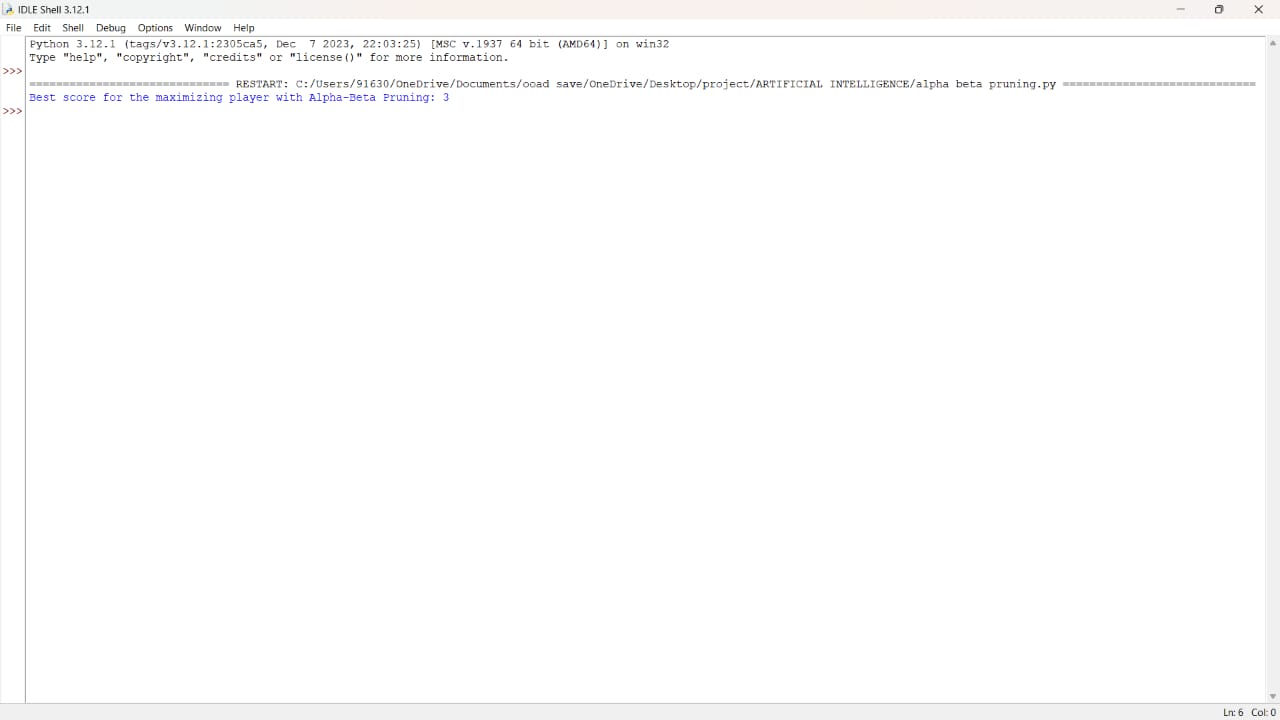 IDLE Shell 3.12.1
File Edit Shell Debug Options Window Help
Python 3.12.1 (tags/v3.12.1:2305ca5, Dec  7 2023, 22:03:25) [MSC v.1937 64 bit (AMD64)] on win32
Type "help", "copyright", "credits" or "license()" for more information.
>>>
============================== RESTART: C:/Users/91630/OneDrive/Documents/ooad save/OneDrive/Desktop/project/ARTIFICIAL INTELLIGENCE/alpha beta pruning.py =============================
Best score for the maximizing player with Alpha-Beta Pruning: 3
>>>
Ln: 6 Col: 0